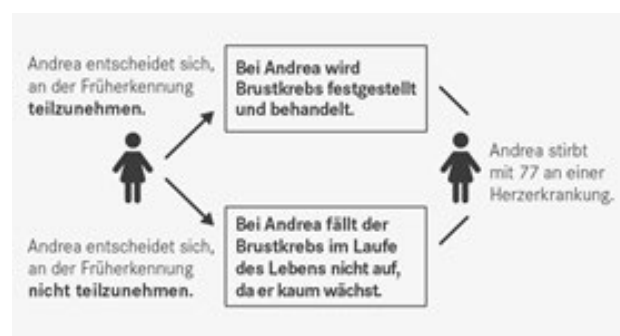 Andrea entscheidet sich,
an der Früherkennung
teilzunehmen.
Bei Andrea wird
Brustkrebs festgestellt
und behandelt.
Andrea stirbt
mit 77 an einer
Herzerkrankung.
Andrea entscheidet sich,
an der Früherkennung
nicht teilzunehmen.
Bei Andrea fällt der
Brustkrebs im Laufe
des Lebens nicht auf,
da er kaum wächst.